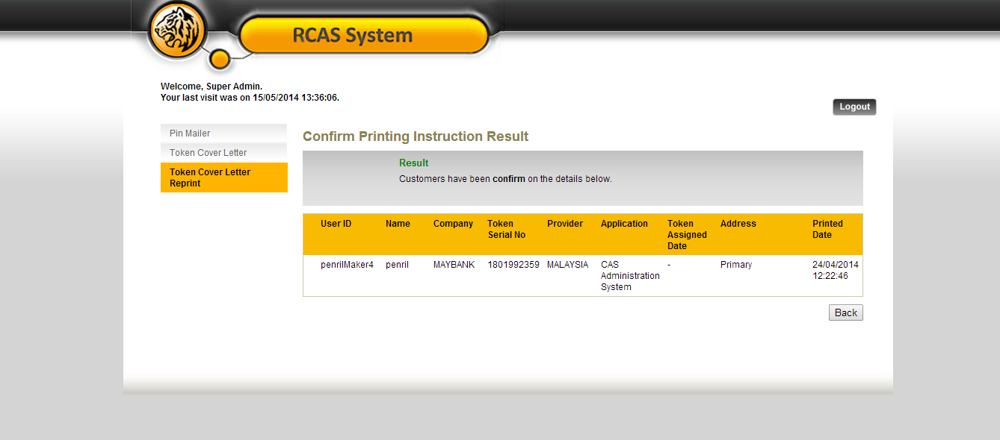 RCAS System
Welcome, Super Admin.
Your last visit was on 15/05/2014 13:36:06.
Logout
Pin Mailer
Token Cover Letter
Token Cover Letter
Reprint
Confirm Printing Instruction Result
Result
Customers have been confirm on the details below.
User ID Name Company Token Provider Application Token Address Printed
Serial No Assigned Date
Date
penrilMaker4 penril MAYBANK 1801992359 MALAYSIA CAS - Primary 24/04/2014
Administration 12:22:46
System
Back